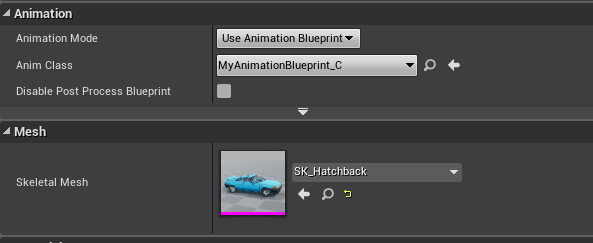 Animation
Animation Mode
Use Animation Blueprint
Anim Class
MyAnimationBlueprint_C
Disable Post Process Blueprint
Mesh
Skeletal Mesh
SK_Hatchback